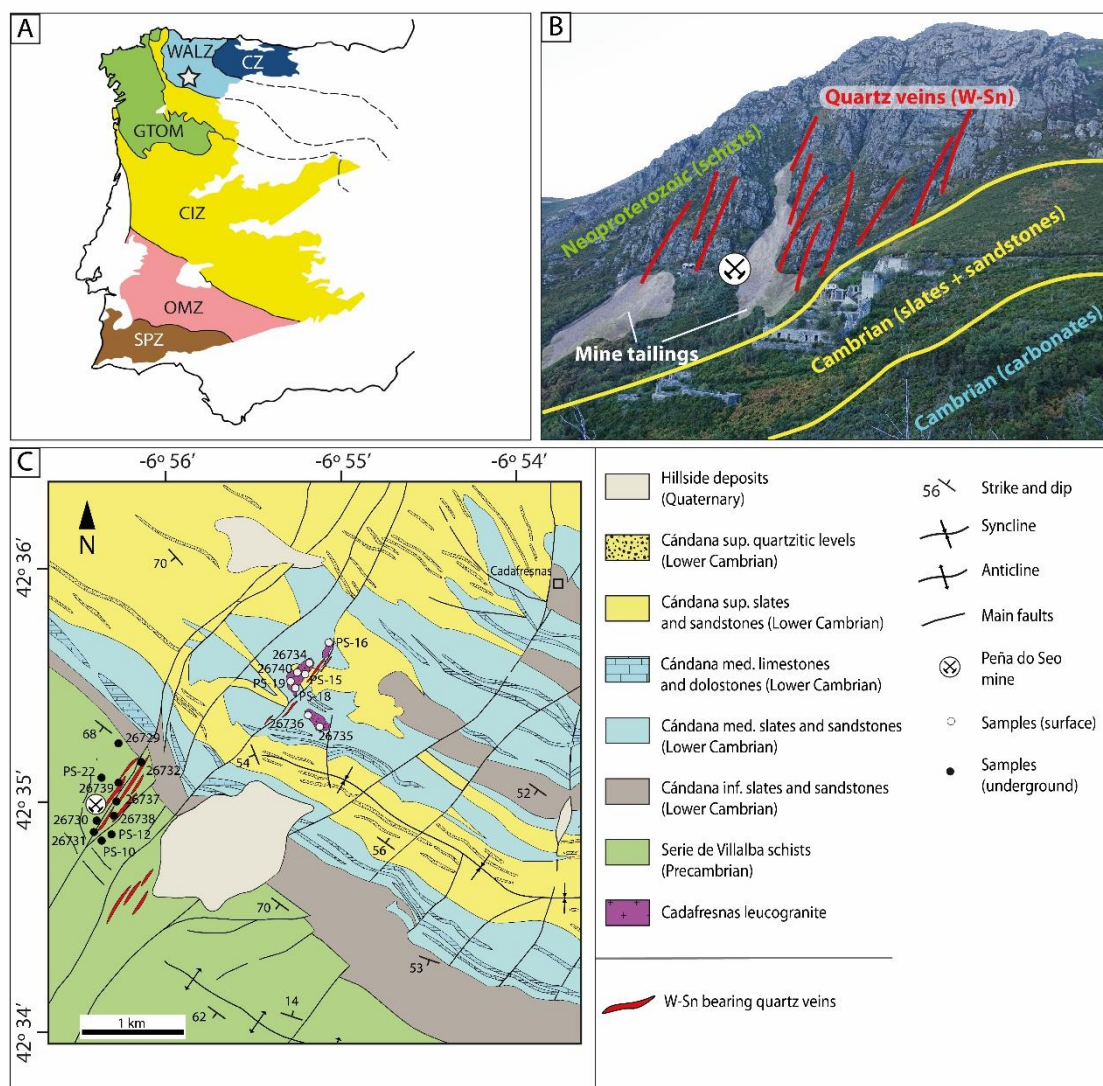 A
WALZ
CZ
GTOM
CIZ
OMZ
SPZ
B
Quartz veins (W-Sn)
Neoproterozoic (schists)
Cambrian (slates + sandstones)
Mine tailings
Cambrian (carbonates)
C
-6º 56′
-6º 55′
-6º 54′
42º 36′
42º 35′
42º 34′
N
70
Cadafresnas
PS-16
26734
26740
PS-15
PS-19
PS-18
26736
26735
68
26729
54
26732
PS-22
26739
52
26737
26730
26738
26731
PS-12
PS-10
56
70
53
14
62
1 km
Hillside deposits
(Quaternary)
Cándana sup. quartzitic levels
(Lower Cambrian)
Cándana sup. slates
and sandstones (Lower Cambrian)
Cándana med. limestones
and dolostones (Lower Cambrian)
Cándana med. slates and sandstones
(Lower Cambrian)
Cándana inf. slates and sandstones
(Lower Cambrian)
Serie de Villalba schists
(Precambrian)
Cadafresnas leucogranite
W-Sn bearing quartz veins
56
Strike and dip
Syncline
Anticline
Main faults
Peña do Seo
mine
Samples (surface)
Samples
(underground)